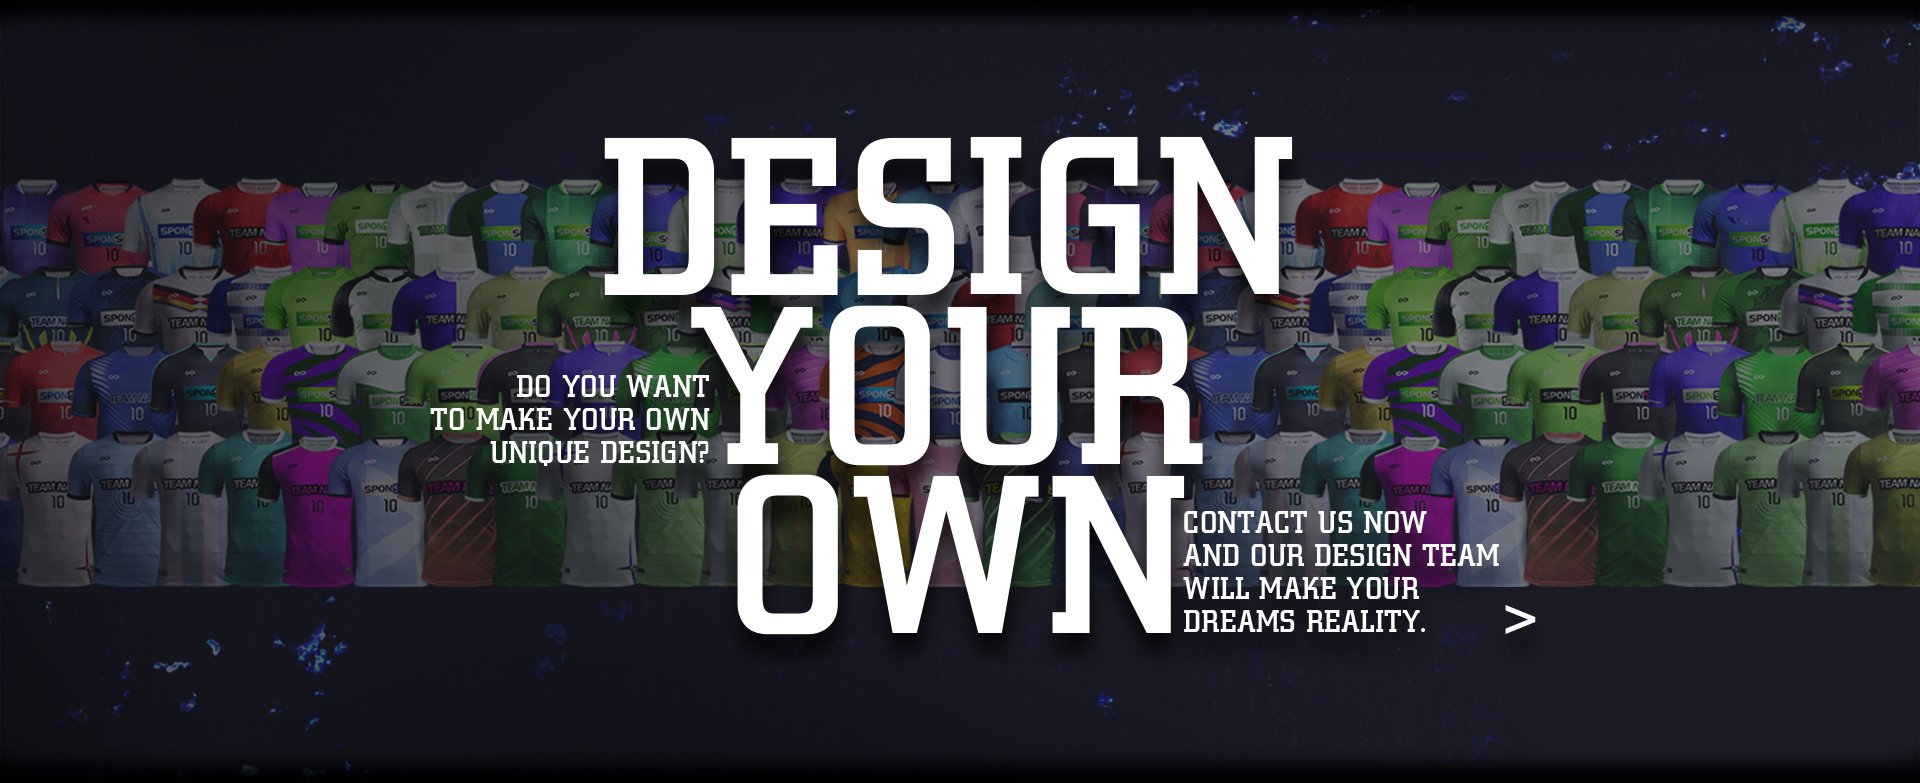 DESIGN
YOUR
OWN
DO YOU WANT
TO MAKE YOUR OWN
UNIQUE DESIGN?
CONTACT US NOW
AND OUR DESIGN TEAM
WILL MAKE YOUR
DREAMS REALITY.
>